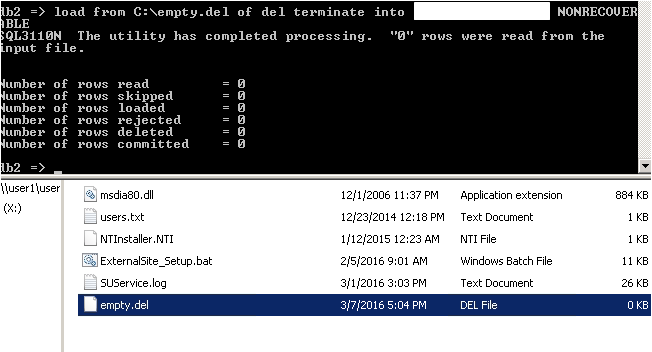 db2 => load from C:\empty.del of del terminate into NONRECOVER
ABLE
SQL3110N  The utility has completed processing.  "0" rows were read from the
input file.
Number of rows read = 0
Number of rows skipped = 0
Number of rows loaded = 0
Number of rows rejected = 0
Number of rows deleted = 0
Number of rows committed = 0
db2 => _
\\user1\user
(X:)
msdia80.dll 12/1/2006 11:37 PM Application extension 884 KB
users.txt 12/23/2014 12:18 PM Text Document 1 KB
NTInstaller.NTI 1/12/2015 12:23 AM NTI File 1 KB
ExternalSite_Setup.bat 2/5/2016 9:01 AM Windows Batch File 11 KB
SUService.log 3/1/2016 3:03 PM Text Document 26 KB
empty.del 3/7/2016 5:04 PM DEL File 0 KB